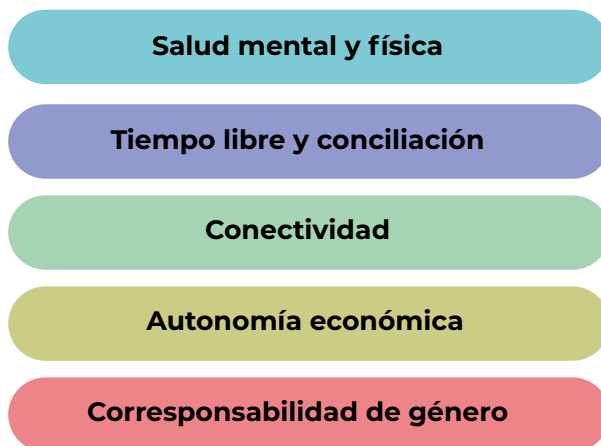 Salud mental y física
Tiempo libre y conciliación
Conectividad
Autonomía económica
Corresponsabilidad de género